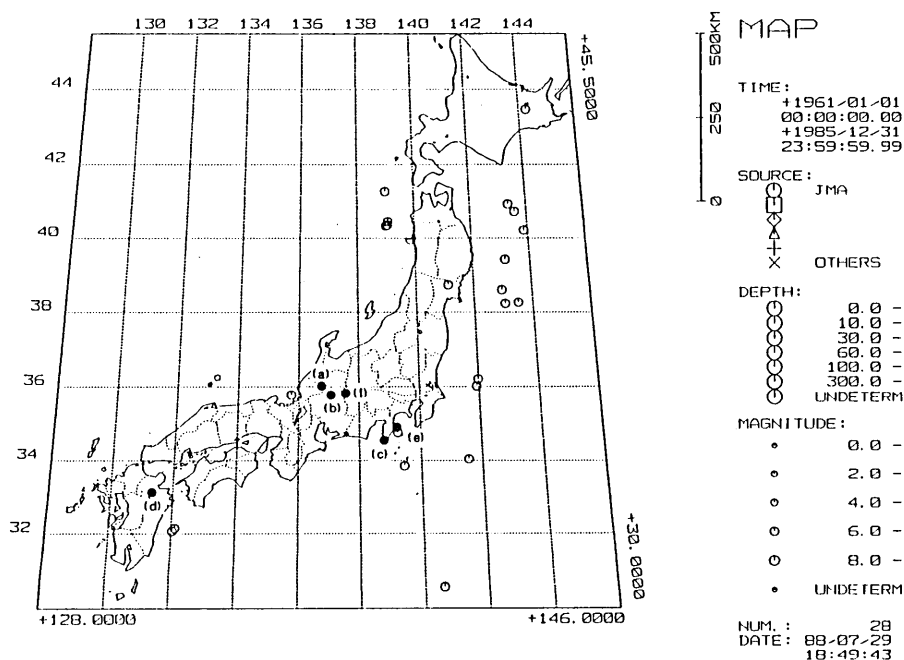 130 132 134 136 138 140 142 144
+45.5000
44
42
40
38
36
34
32
(a)
(b)
(f)
(c)
(e)
(d)
+30.0000
+128.0000
+146.0000
500KM
250
0
MAP
TIME:
+1961/01/01
00:00:00.00
+1985/12/31
23:59:59.99
SOURCE:
JMA
OTHERS
DEPTH:
0.0 -
10.0 -
30.0 -
60.0 -
100.0 -
300.0 -
UNDETERM
MAGNITUDE:
0.0 -
2.0 -
4.0 -
6.0 -
8.0 -
UNDETERM
NUM.: 28
DATE: 88-07-29
18:49:43